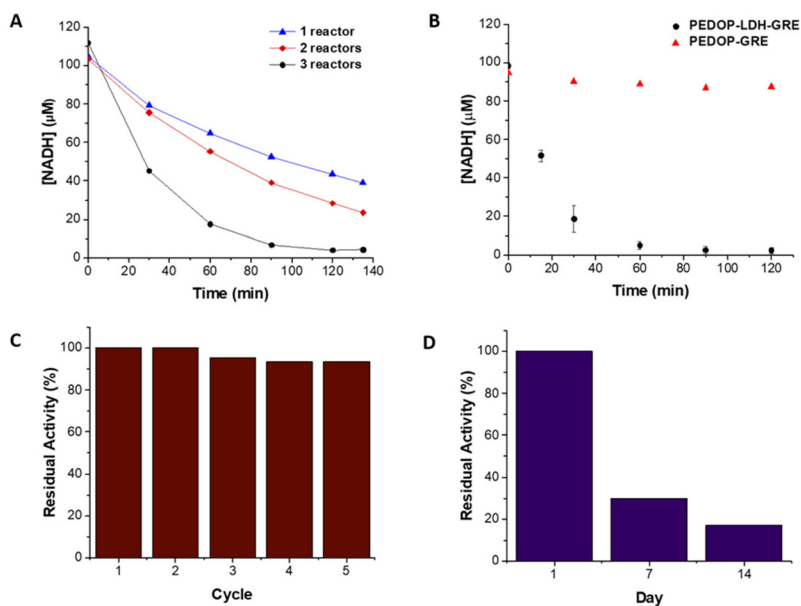 A
120
100
80
60
40
20
0
[NADH] (μM)
0 20 40 60 80 100 120 140
Time (min)
1 reactor
2 reactors
3 reactors
B
120
100
80
60
40
20
0
[NADH] (μM)
0 20 40 60 80 100 120
Time (min)
PEDOP-LDH-GRE
PEDOP-GRE
C
100
80
60
40
20
0
Residual Activity (%)
1 2 3 4 5
Cycle
D
100
80
60
40
20
0
Residual Activity (%)
1 7 14
Day